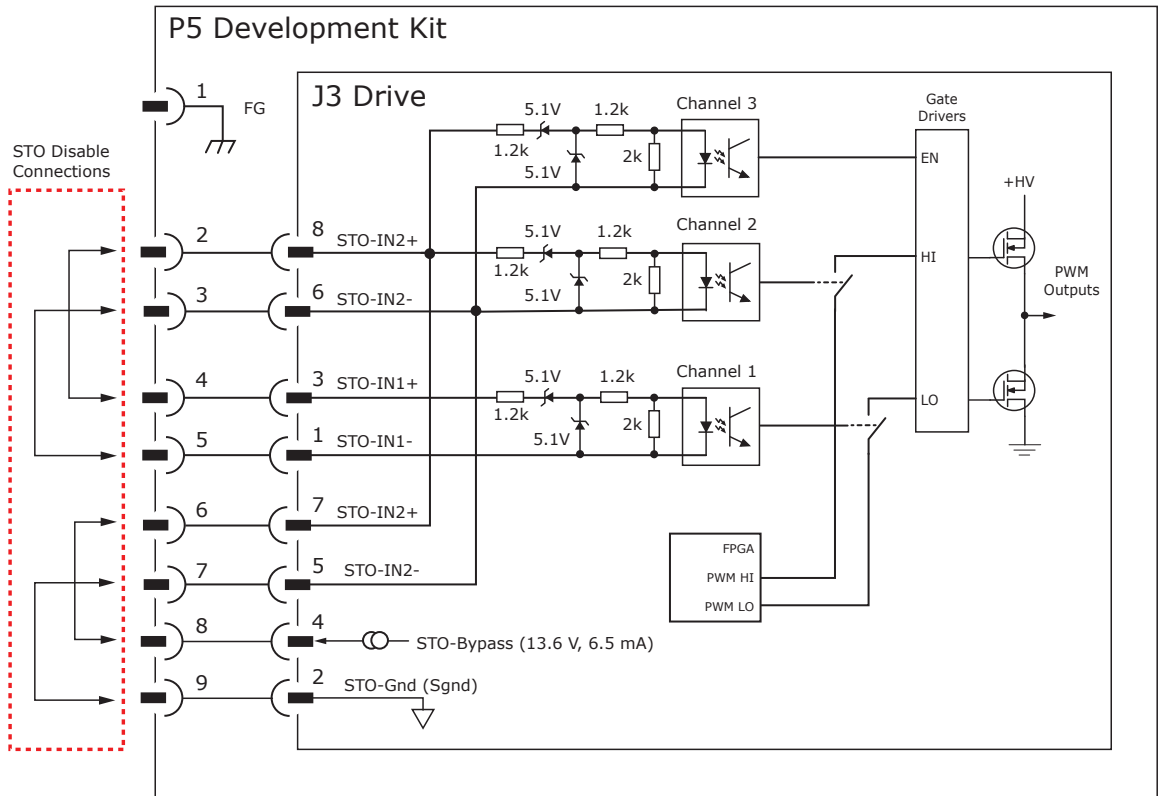 P5 Development Kit
1
FG
J3 Drive
STO Disable
Connections
5.1V
1.2k
Channel 3
1.2k
2k
5.1V
Gate
Drivers
EN
+HV
2
8
STO-IN2+
5.1V
1.2k
Channel 2
1.2k
2k
5.1V
HI
PWM
Outputs
3
6
STO-IN2-
4
3
STO-IN1+
5.1V
1.2k
Channel 1
1.2k
2k
5.1V
LO
5
1
STO-IN1-
6
7
STO-IN2+
7
5
STO-IN2-
FPGA
PWM HI
PWM LO
8
4
STO-Bypass (13.6 V, 6.5 mA)
9
2
STO-Gnd (Sgnd)